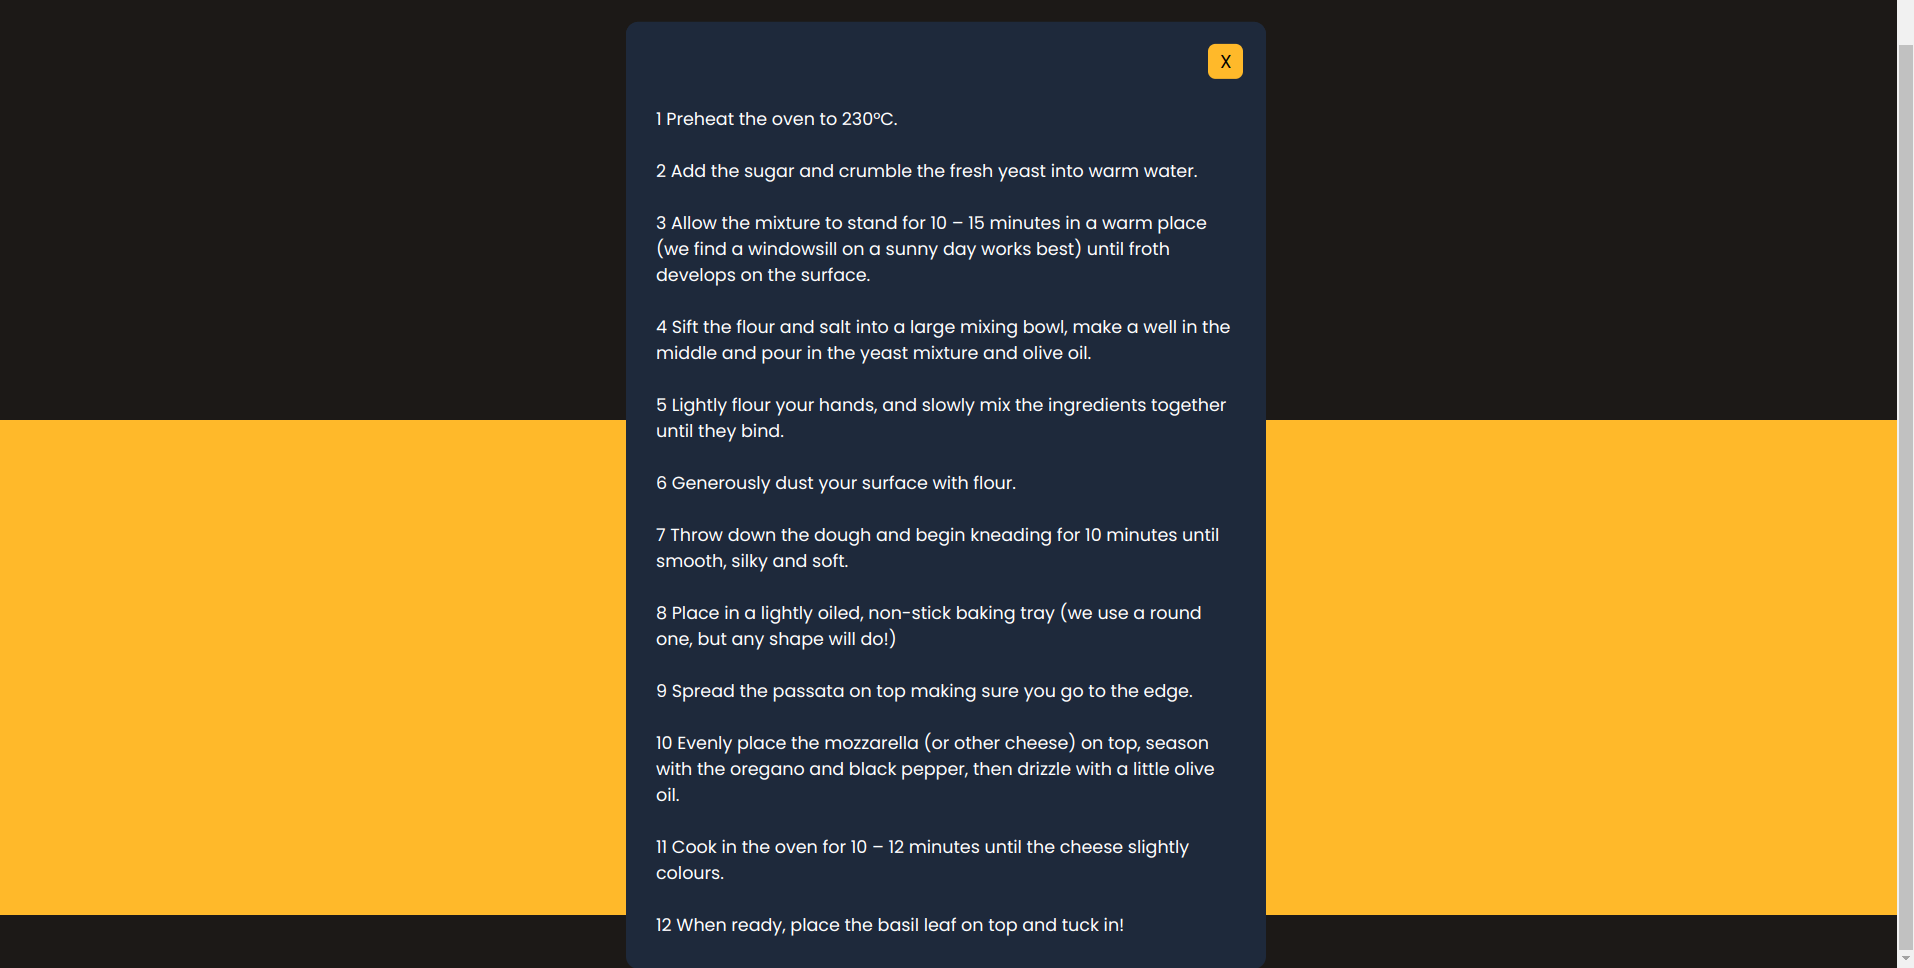 X
1 Preheat the oven to 230°C.
2 Add the sugar and crumble the fresh yeast into warm water.
3 Allow the mixture to stand for 10 – 15 minutes in a warm place
(we find a windowsill on a sunny day works best) until froth
develops on the surface.
4 Sift the flour and salt into a large mixing bowl, make a well in the
middle and pour in the yeast mixture and olive oil.
5 Lightly flour your hands, and slowly mix the ingredients together
until they bind.
6 Generously dust your surface with flour.
7 Throw down the dough and begin kneading for 10 minutes until
smooth, silky and soft.
8 Place in a lightly oiled, non-stick baking tray (we use a round
one, but any shape will do!)
9 Spread the passata on top making sure you go to the edge.
10 Evenly place the mozzarella (or other cheese) on top, season
with the oregano and black pepper, then drizzle with a little olive
oil.
11 Cook in the oven for 10 – 12 minutes until the cheese slightly
colours.
12 When ready, place the basil leaf on top and tuck in!